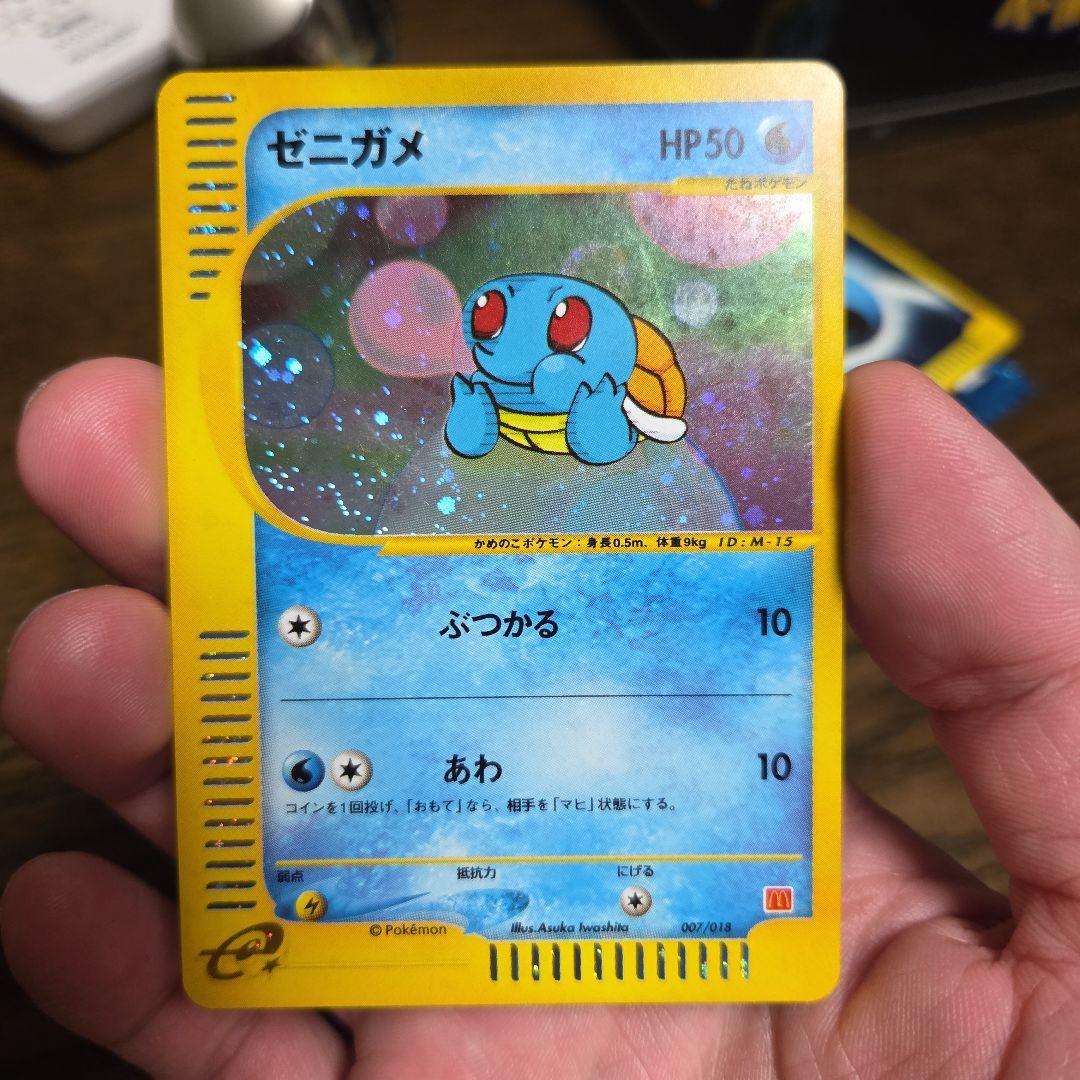 ゼニガメ HP50
たねポケモン
かめのこポケモン：身長0.5m、体重9kg ID：M-15
ぶつかる 10
あわ 10
コインを1回投げ、「おもて」なら、相手を「マヒ」状態にする。
弱点 抵抗力 にげる
©Pokémon Illus.Asuka Iwashita 007/018